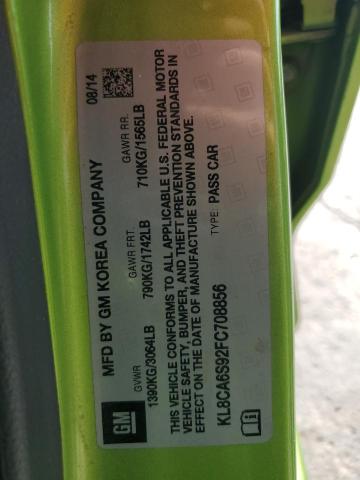 MFD BY GM KOREA COMPANY 08/14
GVWR GAWR FRT. GAWR RR.
1390KG/3064LB 790KG/1742LB 710KG/1565LB
THIS VEHICLE CONFORMS TO ALL APPLICABLE U.S. FEDERAL MOTOR
VEHICLE SAFETY, BUMPER, AND THEFT PREVENTION STANDARDS IN
EFFECT ON THE DATE OF MANUFACTURE SHOWN ABOVE.
TYPE: PASS CAR
KL8CA6S92FC708856
GM